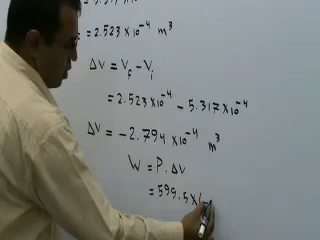 = 2.523 × 10⁻⁴ m³
ΔV = V_f − V_i
= 2.523 × 10⁻⁴ − 5.317 × 10⁻⁴
ΔV = −2.794 × 10⁻⁴ m³
W = P . ΔV
= 599.5 × 1